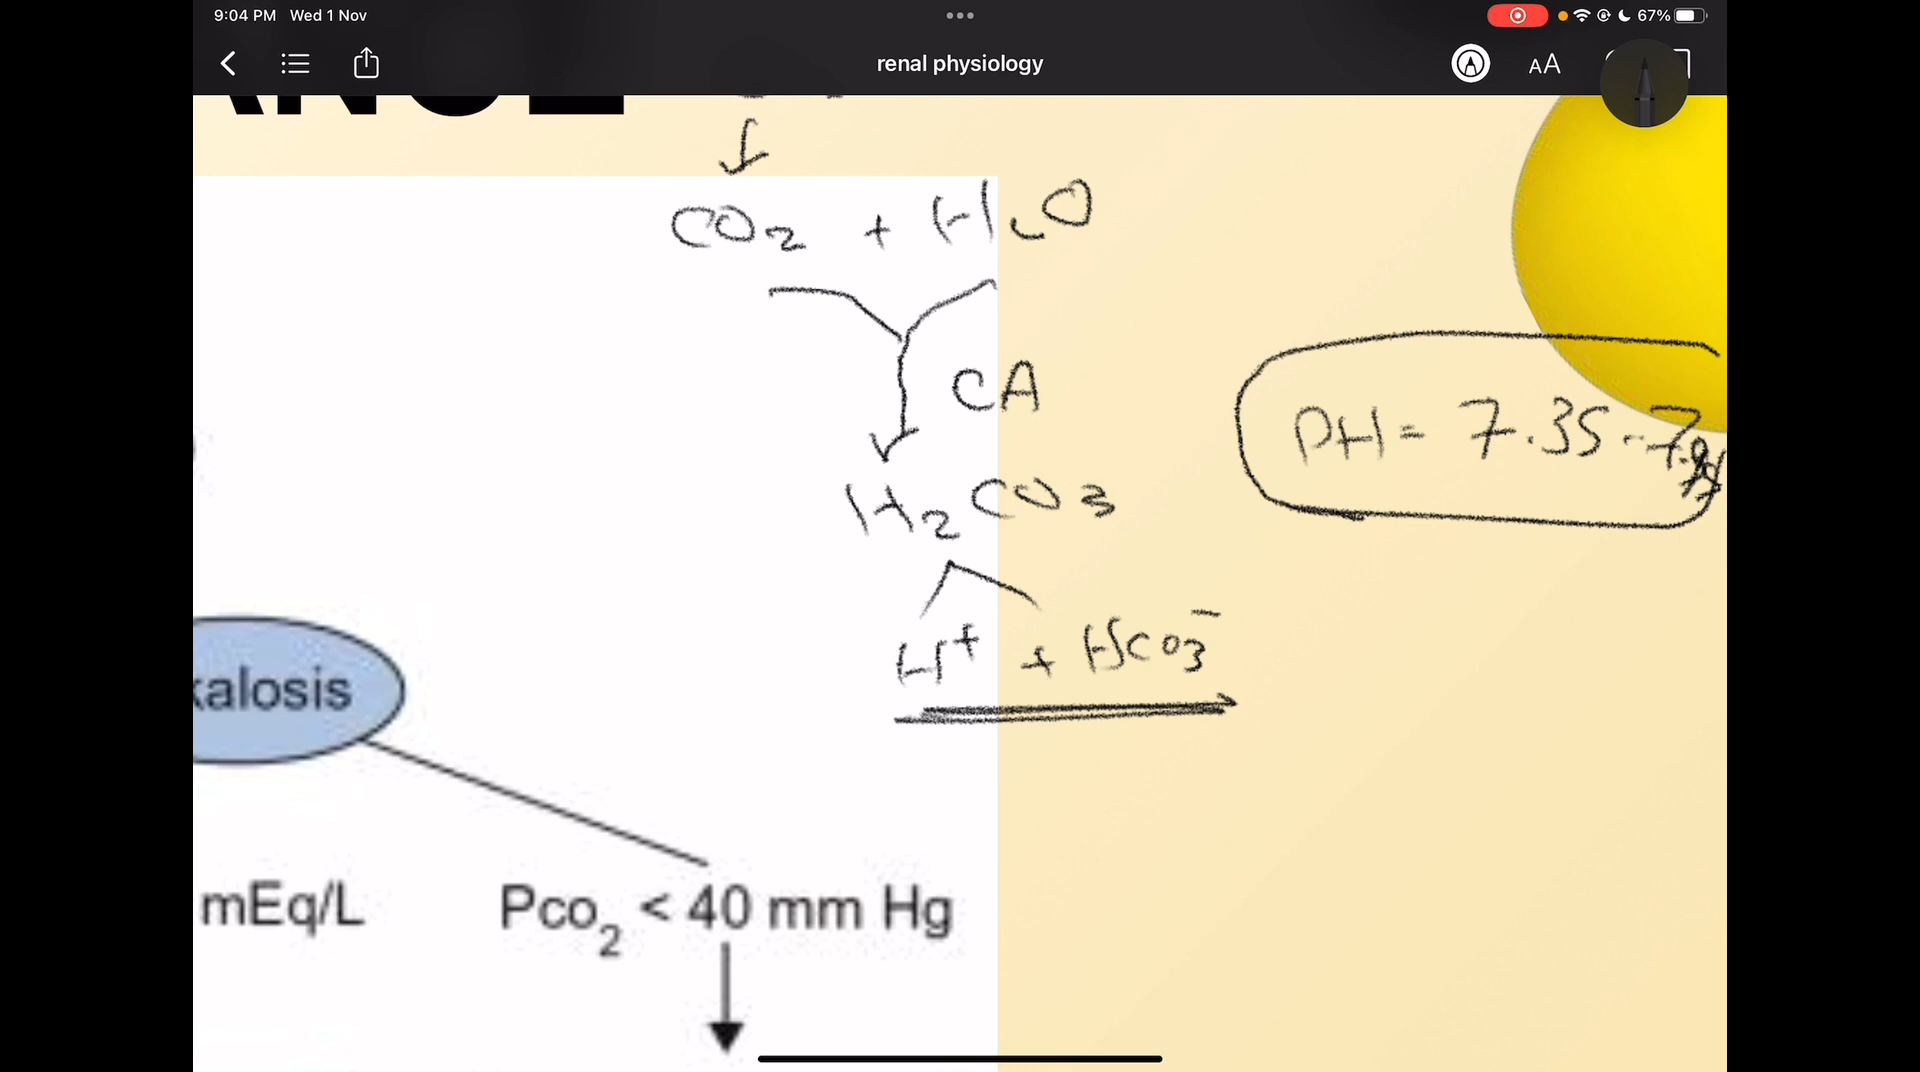 9:04 PM Wed 1 Nov
67%
renal physiology
AA
CO2 + H2O
CA
PH = 7.35 -
H2CO3
H+ + HCO3-
kalosis
mEq/L
Pco2 < 40 mm Hg